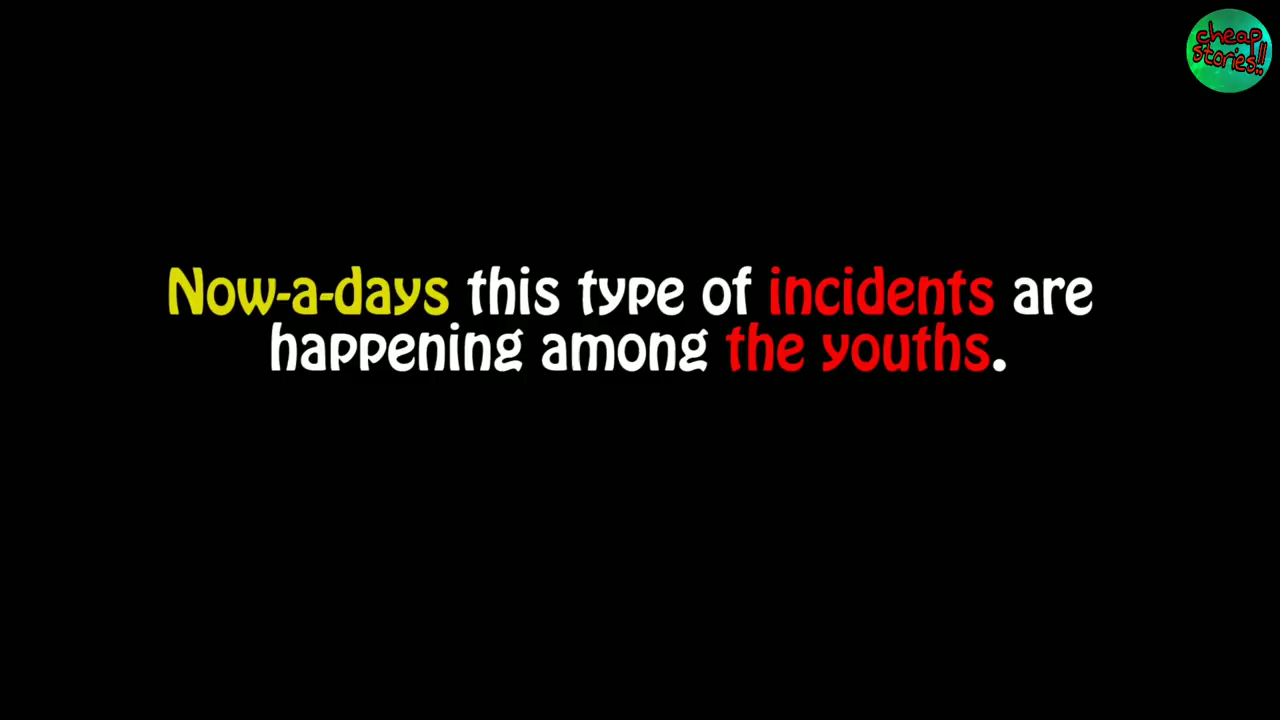 cheap
stories!!
Now-a-days this type of incidents are
happening among the youths.